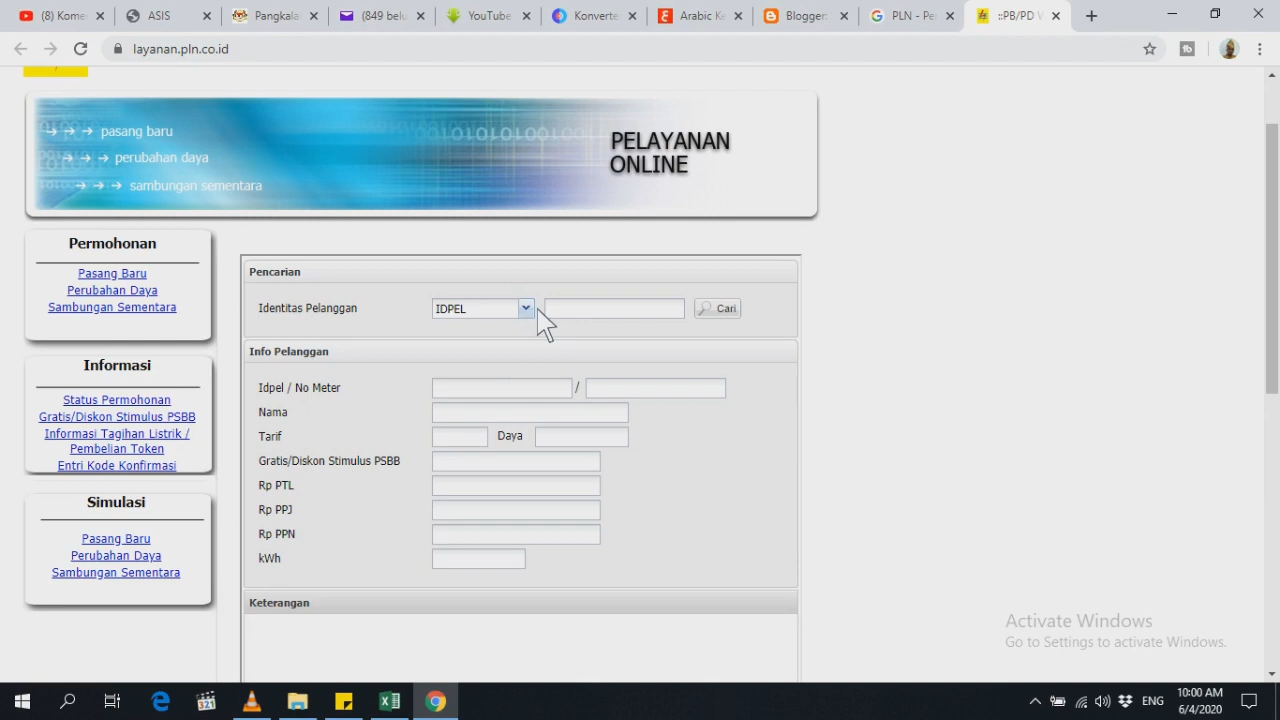 (5) Kome
ASIS
Pangkala
(849 belu
YouTube
Konverte
Arabic Ke
Blogger:
PLN - Pe
::PB/PD W
layanan.pln.co.id
→ → → pasang baru
→ → → perubahan daya
→ → → sambungan sementara
PELAYANAN
ONLINE
Permohonan
Pasang Baru
Perubahan Daya
Sambungan Sementara
Informasi
Status Permohonan
Gratis/Diskon Stimulus PSBB
Informasi Tagihan Listrik /
Pembelian Token
Entri Kode Konfirmasi
Simulasi
Pasang Baru
Perubahan Daya
Sambungan Sementara
Pencarian
Identitas Pelanggan IDPEL Cari
Info Pelanggan
Idpel / No Meter /
Nama
Tarif Daya
Gratis/Diskon Stimulus PSBB
Rp PTL
Rp PPJ
Rp PPN
kWh
Keterangan
Activate Windows
Go to Settings to activate Windows.
ENG
10:00 AM
6/4/2020